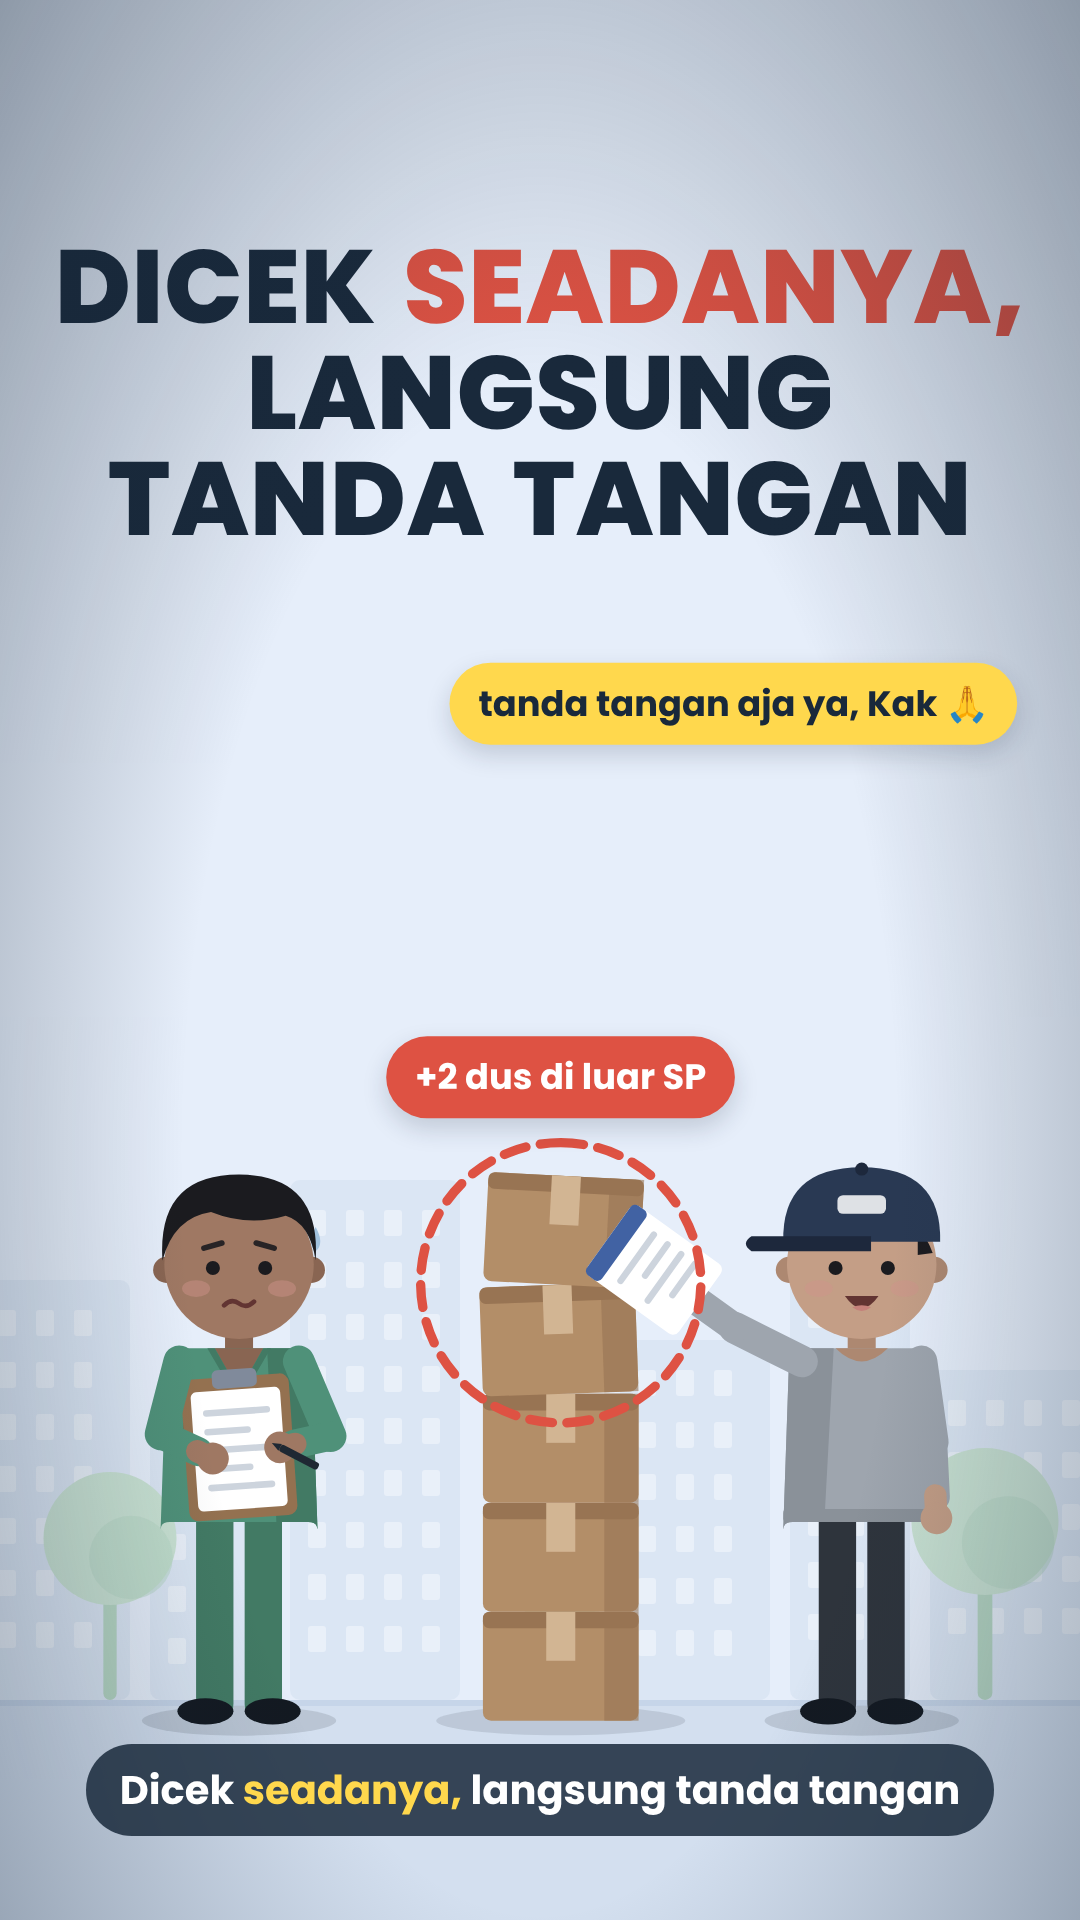 DICEK SEADANYA,
LANGSUNG
TANDA TANGAN
tanda tangan aja ya, Kak 🙏
+2 dus di luar SP
Dicek seadanya, langsung tanda tangan